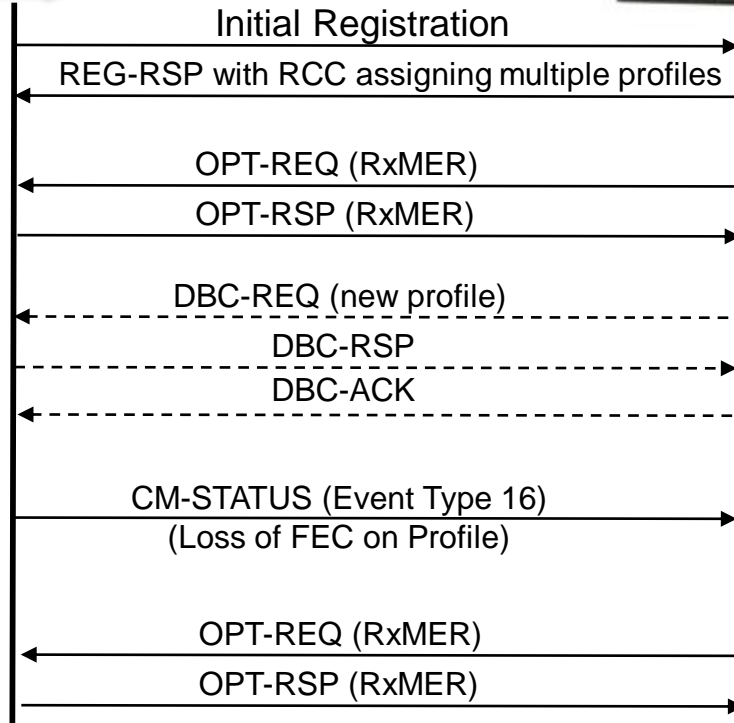 Initial Registration
REG-RSP with RCC assigning multiple profiles
OPT-REQ (RxMER)
OPT-RSP (RxMER)
DBC-REQ (new profile)
DBC-RSP
DBC-ACK
CM-STATUS (Event Type 16)
(Loss of FEC on Profile)
OPT-REQ (RxMER)
OPT-RSP (RxMER)